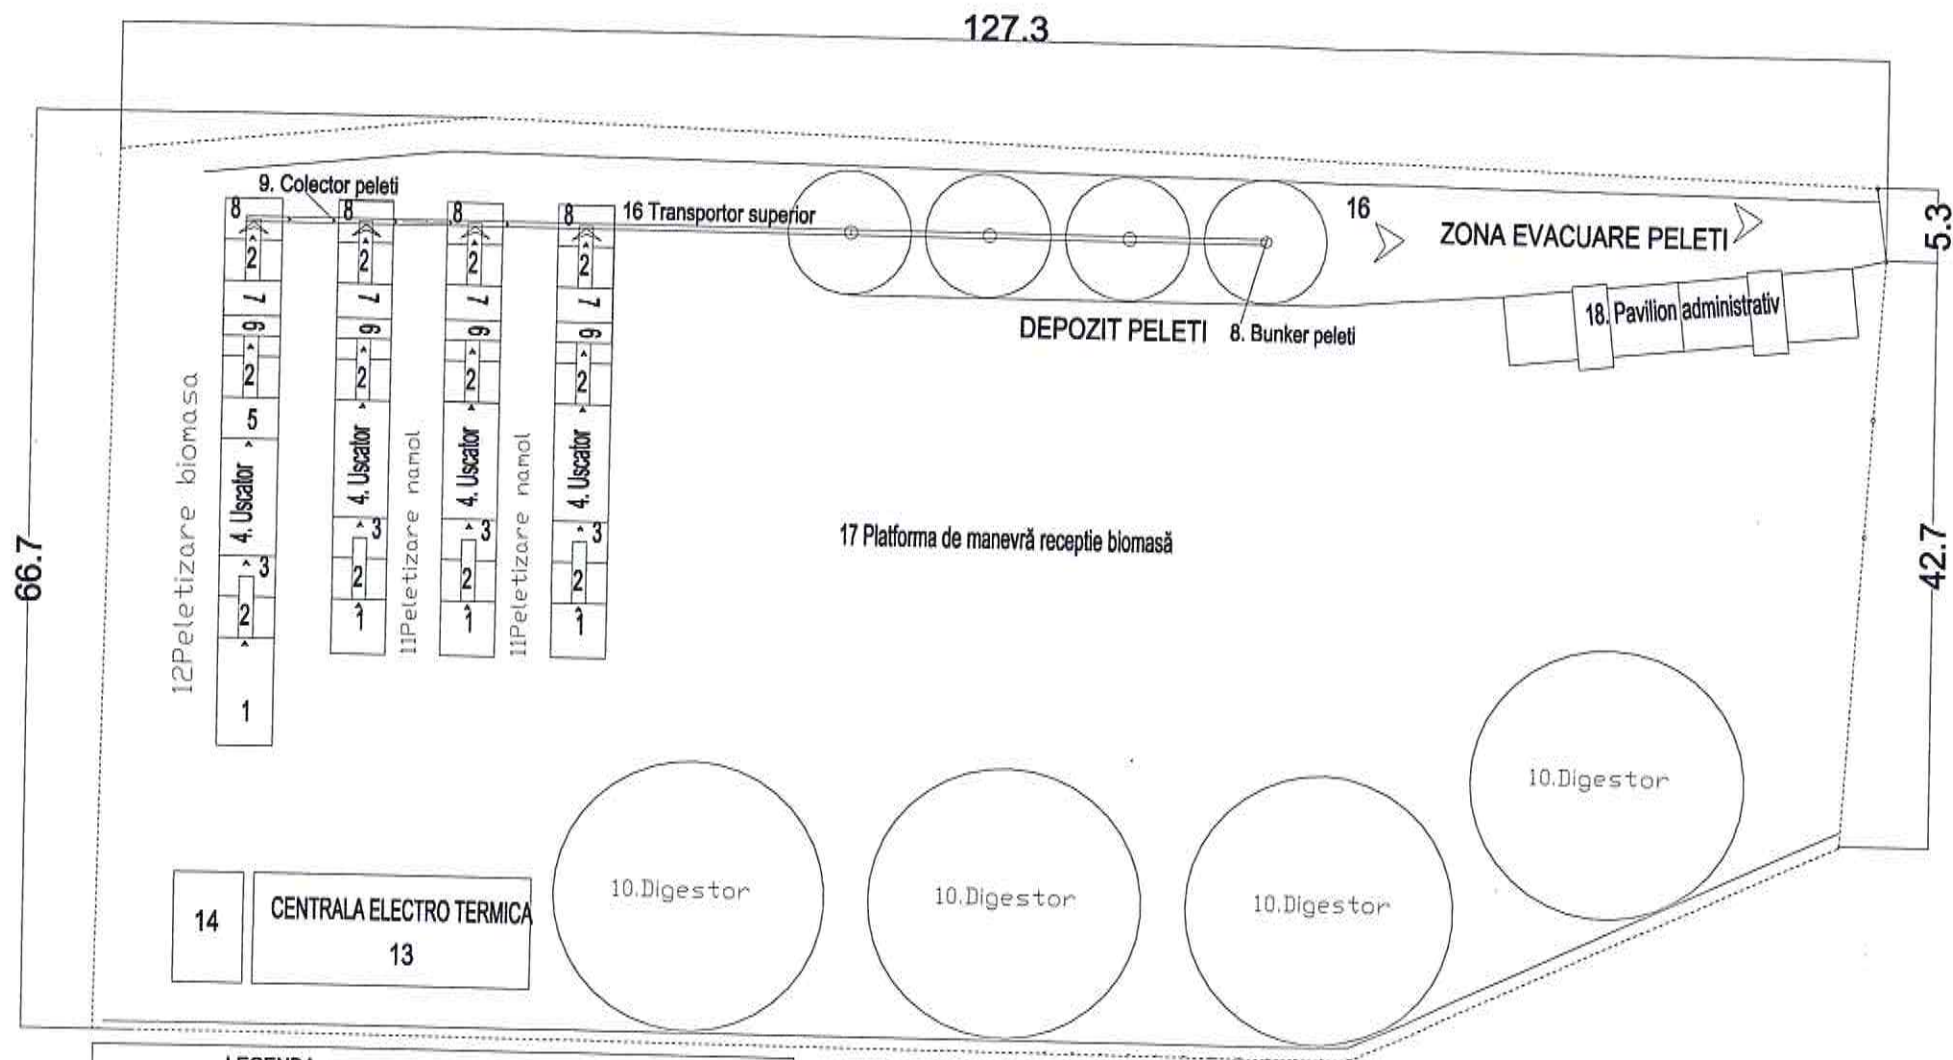 127.3
9. Colector peleti
8
8
8
8
16 Transportor superior
16
ZONA EVACUARE PELETI
5.3
2
2
2
2
7
7
7
7
6
6
6
6
18. Pavilion administrativ
DEPOZIT PELETI
8. Bunker peleti
2
2
2
2
5
4. Uscator
4. Uscator
4. Uscator
4. Uscator
12Peletizare biomasa
11Peletizare namol
11Peletizare namol
3
3
3
3
2
2
2
2
1
1
1
1
17 Platforma de manevră receptie biomasă
66.7
42.7
10.Digestor
10.Digestor
10.Digestor
10.Digestor
14
CENTRALA ELECTRO TERMICA
13
LEGENDA